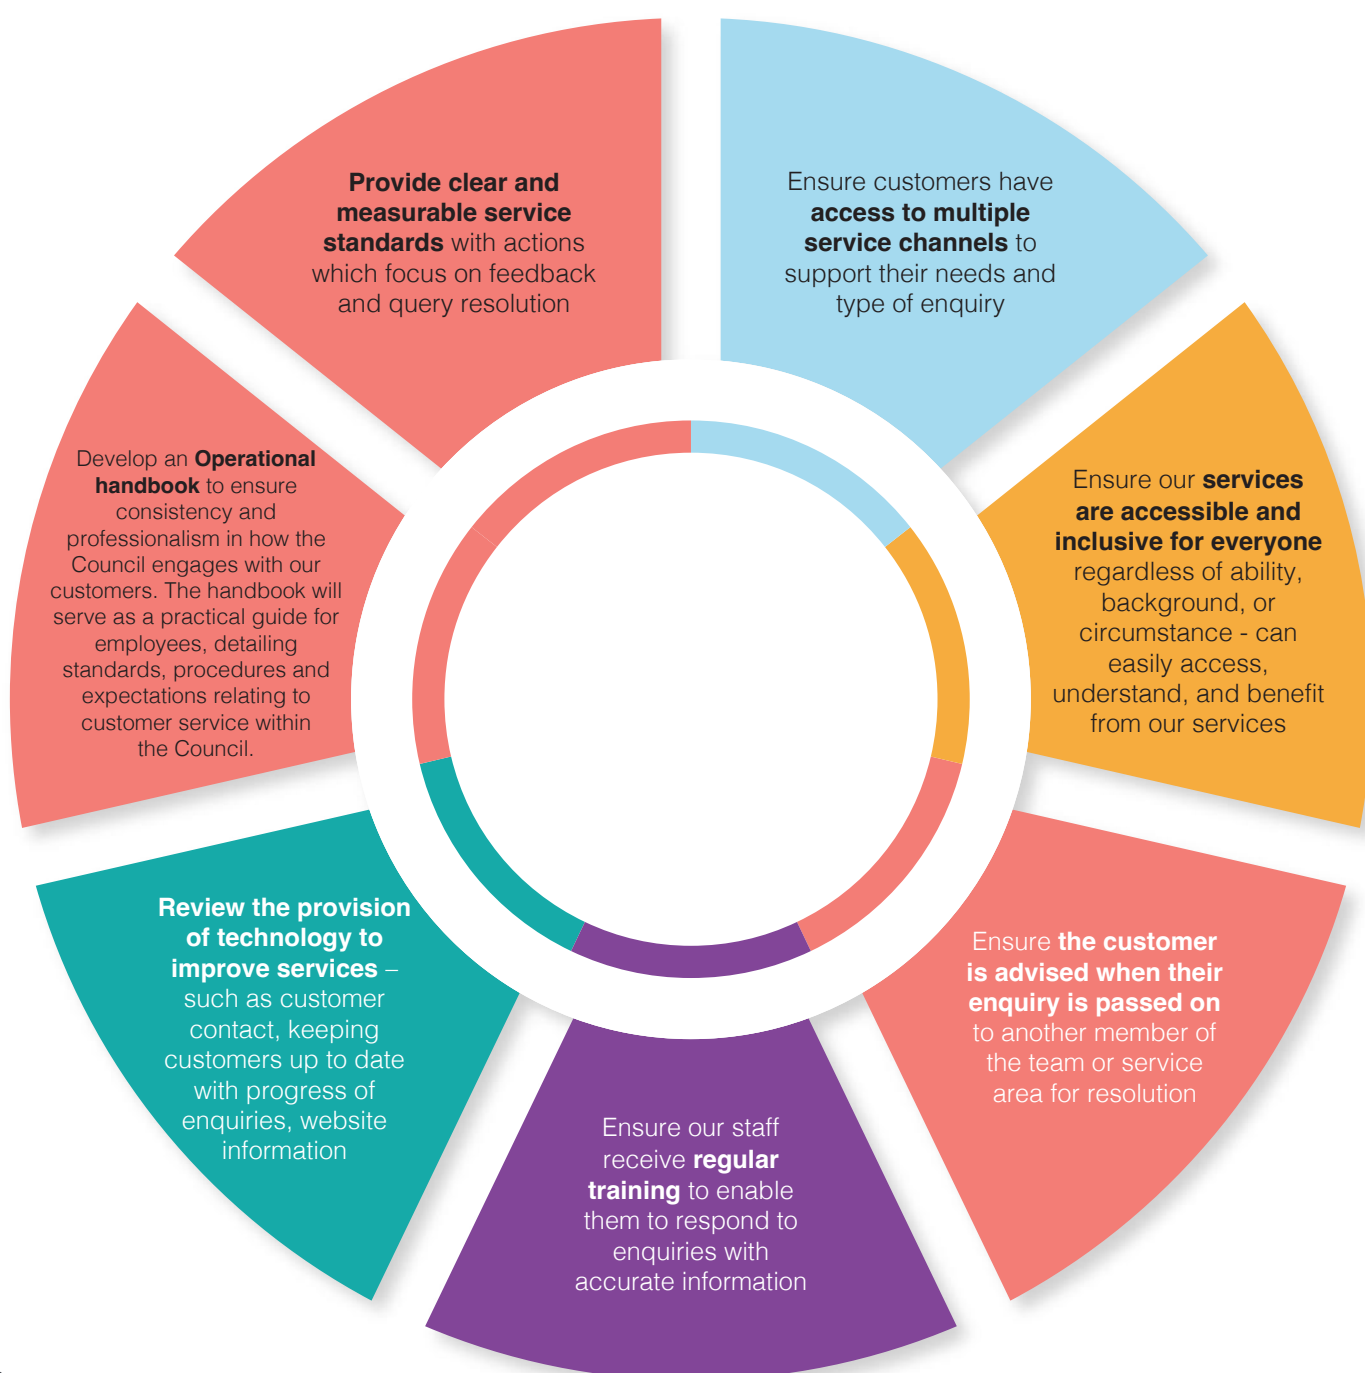 Provide clear and
measurable service
standards with actions
which focus on feedback
and query resolution
Ensure customers have
access to multiple
service channels to
support their needs and
type of enquiry
Ensure our services
are accessible and
inclusive for everyone
regardless of ability,
background, or
circumstance - can
easily access,
understand, and benefit
from our services
Ensure the customer
is advised when their
enquiry is passed on
to another member of
the team or service
area for resolution
Ensure our staff
receive regular
training to enable
them to respond to
enquiries with
accurate information
Review the provision
of technology to
improve services –
such as customer
contact, keeping
customers up to date
with progress of
enquiries, website
information
Develop an Operational
handbook to ensure
consistency and
professionalism in how the
Council engages with our
customers. The handbook will
serve as a practical guide for
employees, detailing
standards, procedures and
expectations relating to
customer service within
the Council.